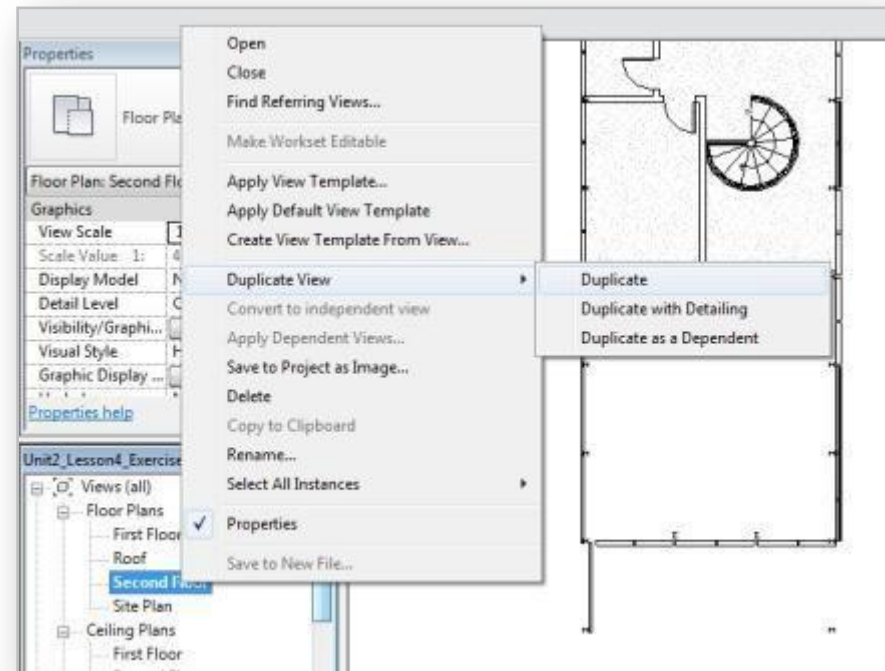 Properties
Floor Pla
Floor Plan: Second Flo
Graphics
View Scale
Scale Value 1:
Display Model
Detail Level
Visibility/Graphi...
Visual Style
Graphic Display ...
Properties help
Unit2_Lesson4_Exercise
Views (all)
Floor Plans
First Floor
Roof
Second Floor
Site Plan
Ceiling Plans
First Floor
Open
Close
Find Referring Views...
Make Workset Editable
Apply View Template...
Apply Default View Template
Create View Template From View...
Duplicate View
Convert to independent view
Apply Dependent Views...
Save to Project as Image...
Delete
Copy to Clipboard
Rename...
Select All Instances
Properties
Save to New File...
Duplicate
Duplicate with Detailing
Duplicate as a Dependent